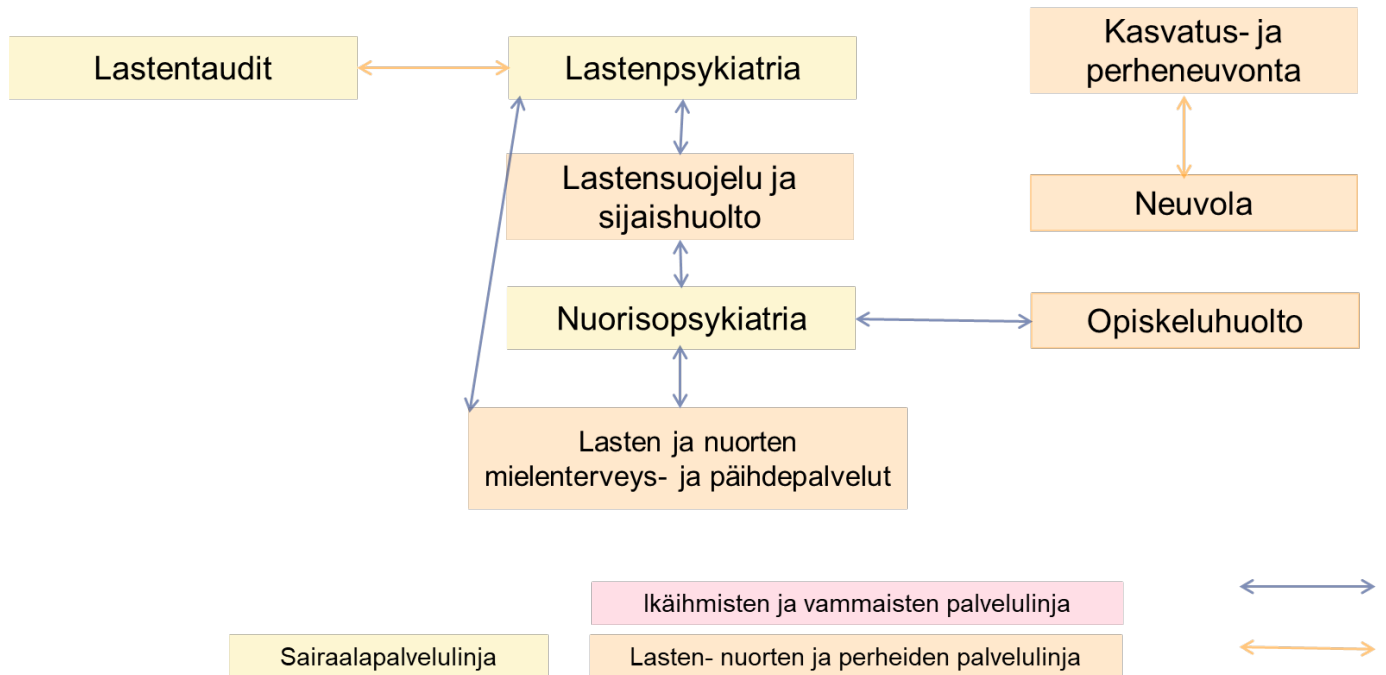 Lastentaudit
Lastenpsykiatria
Kasvatus- ja
perheneuvonta
Lastensuojelu ja
sijaishuolto
Neuvola
Nuorisopsykiatria
Opiskeluhuolto
Lasten ja nuorten
mielenterveys- ja päihdepalvelut
Ikäihmisten ja vammaisten palvelulinja
Sairaalapalvelulinja
Lasten- nuorten ja perheiden palvelulinja